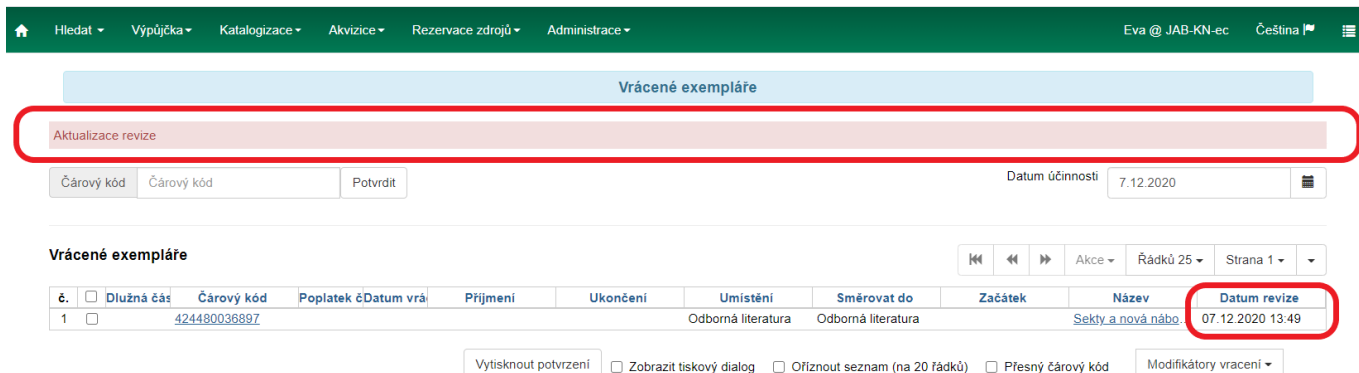 Hledat Výpůjčka Katalogizace Akvizice Rezervace zdrojů Administrace Eva @ JAB-KN-ec Čeština
Vrácené exempláře
Aktualizace revize
Čárový kód Čárový kód Potvrdit Datum účinnosti 7.12.2020
Vrácené exempláře Akce Řádků 25 Strana 1
č. Dlužná čás Čárový kód Poplatek č Datum vrá Příjmení Ukončení Umístění Směrovat do Začátek Název Datum revize
1 424480036897 Odborná literatura Odborná literatura Sekty a nová nábo... 07.12.2020 13:49
Vytisknout potvrzení Zobrazit tiskový dialog Oříznout seznam (na 20 řádků) Přesný čárový kód Modifikátory vracení